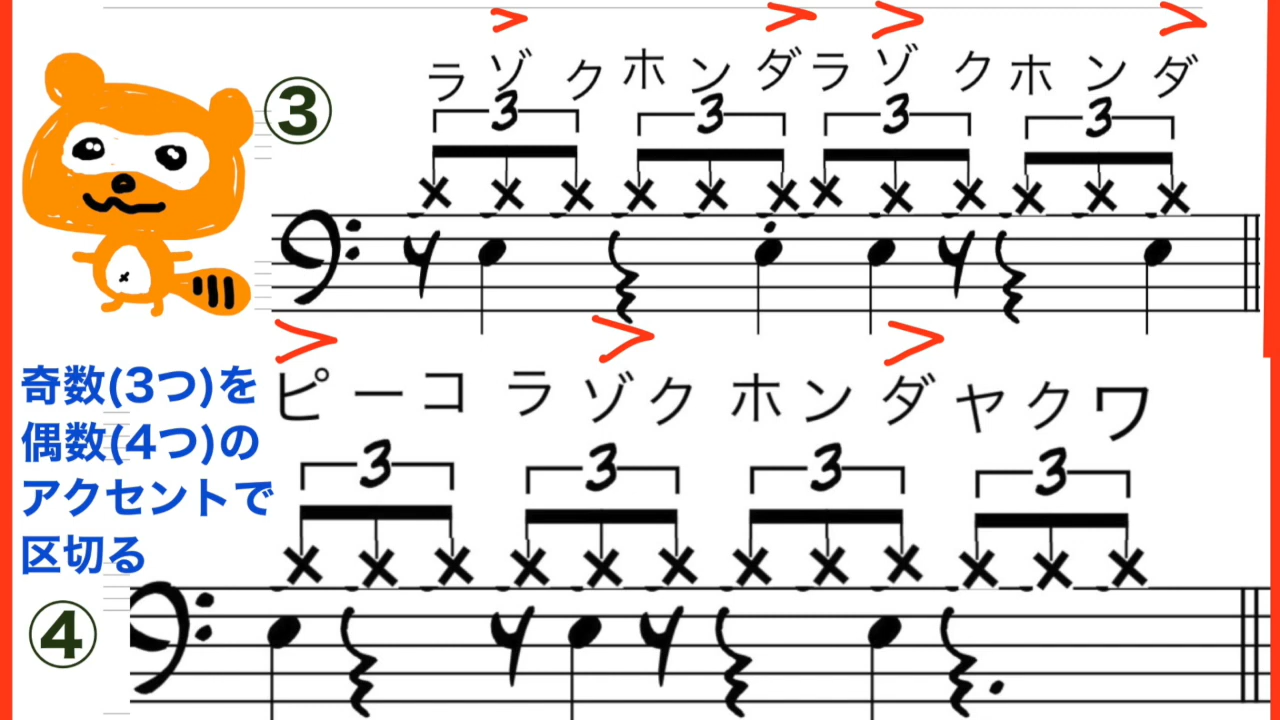 ③
ラゾクホンダラゾクホンダ
3 3 3 3
奇数(3つ)を
偶数(4つ)の
アクセントで
区切る
④
ピーコラゾクホンダヤクワ
3 3 3 3